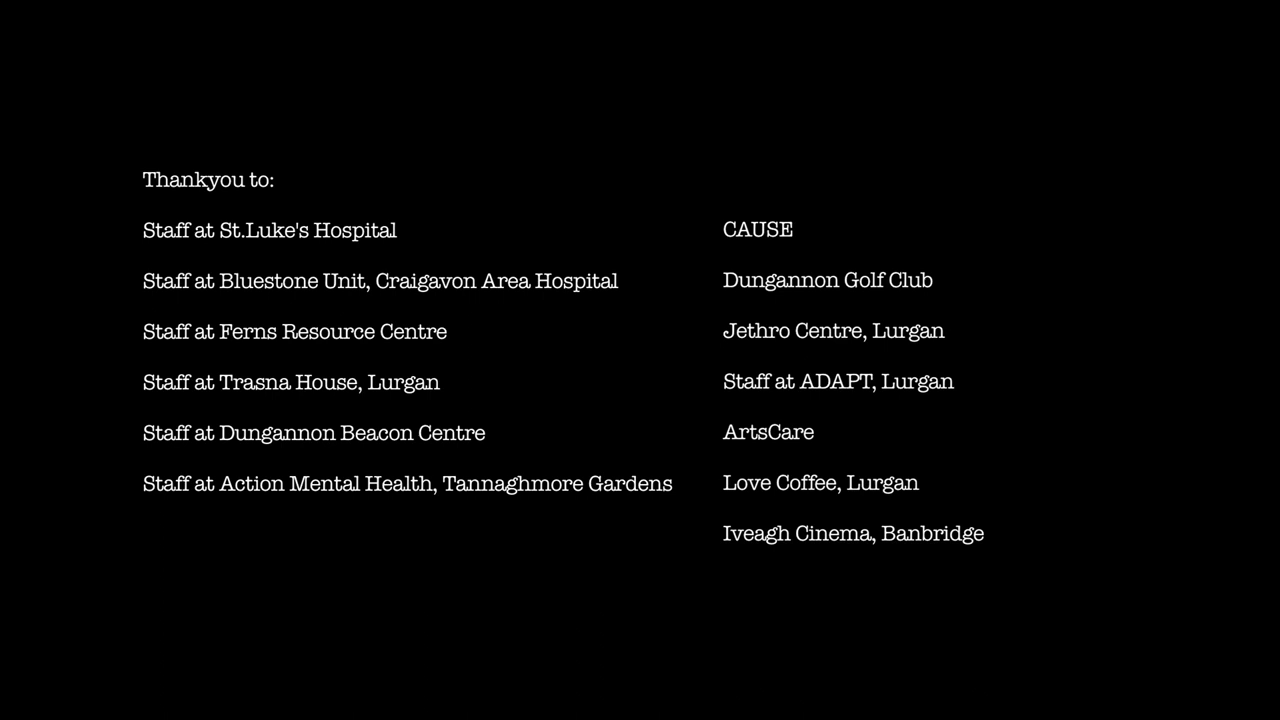 Thankyou to:
Staff at St.Luke's Hospital
Staff at Bluestone Unit, Craigavon Area Hospital
Staff at Ferns Resource Centre
Staff at Trasna House, Lurgan
Staff at Dungannon Beacon Centre
Staff at Action Mental Health, Tannaghmore Gardens
CAUSE
Dungannon Golf Club
Jethro Centre, Lurgan
Staff at ADAPT, Lurgan
ArtsCare
Love Coffee, Lurgan
Iveagh Cinema, Banbridge